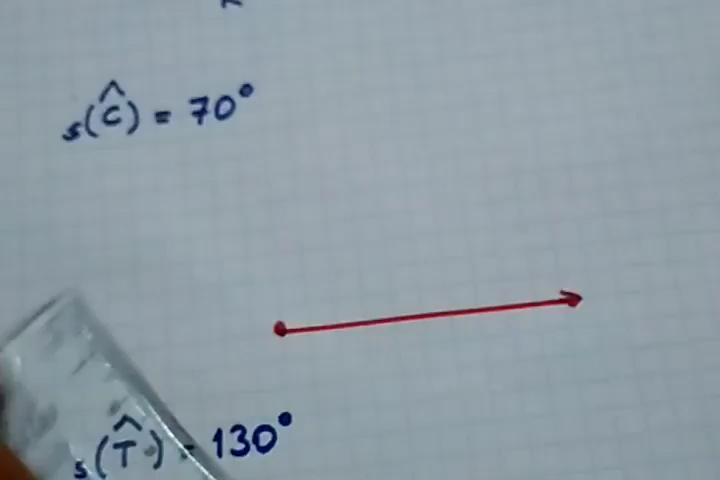 s(Ĉ) = 70°
s(T̂) = 130°